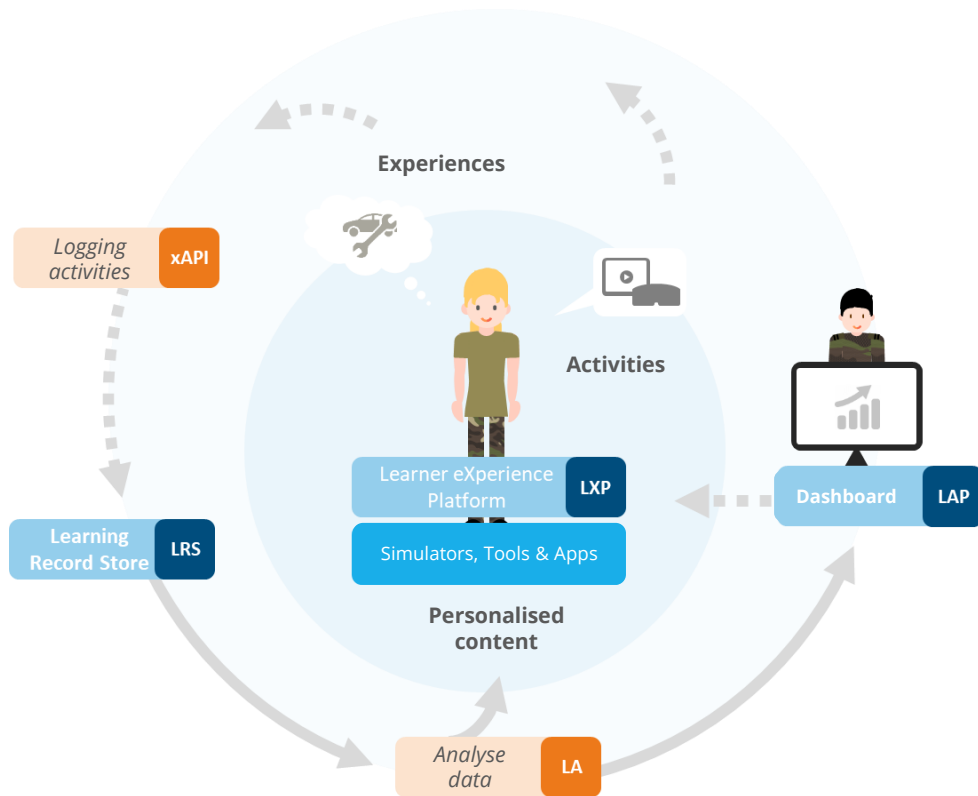 Experiences
Logging
activities
xAPI
Activities
Learner eXperience
Platform
LXP
Dashboard
LAP
Learning
Record Store
LRS
Simulators, Tools & Apps
Personalised
content
Analyse
data
LA